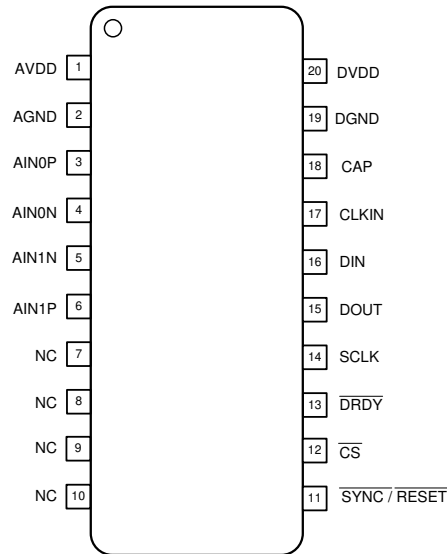 AVDD 1 20 DVDD
AGND 2 19 DGND
AIN0P 3 18 CAP
AIN0N 4 17 CLKIN
AIN1N 5 16 DIN
AIN1P 6 15 DOUT
NC 7 14 SCLK
NC 8 13 DRDY
NC 9 12 CS
NC 10 11 SYNC / RESET